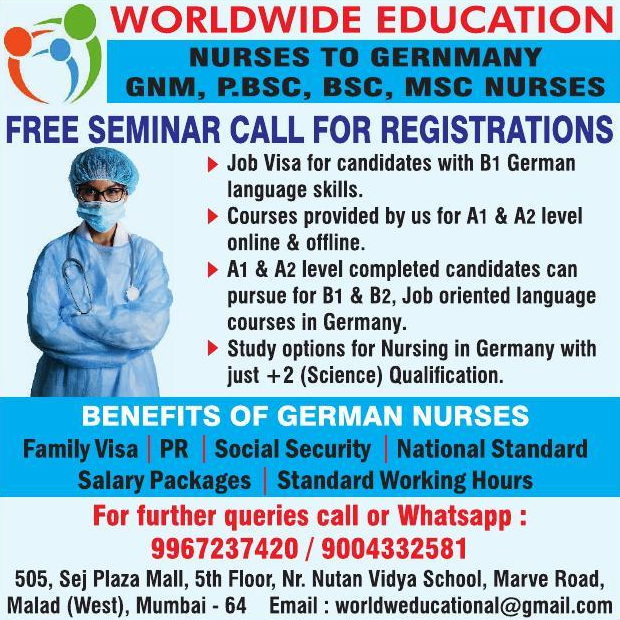 WORLDWIDE EDUCATION
NURSES TO GERNMANY
GNM, P.BSC, BSC, MSC NURSES
FREE SEMINAR CALL FOR REGISTRATIONS
Job Visa for candidates with B1 German
language skills.
Courses provided by us for A1 & A2 level
online & offline.
A1 & A2 level completed candidates can
pursue for B1 & B2, Job oriented language
courses in Germany.
Study options for Nursing in Germany with
just +2 (Science) Qualification.
BENEFITS OF GERMAN NURSES
Family Visa | PR | Social Security | National Standard
Salary Packages | Standard Working Hours
For further queries call or Whatsapp :
9967237420 / 9004332581
505, Sej Plaza Mall, 5th Floor, Nr. Nutan Vidya School, Marve Road,
Malad (West), Mumbai - 64 Email : worldweducational@gmail.com